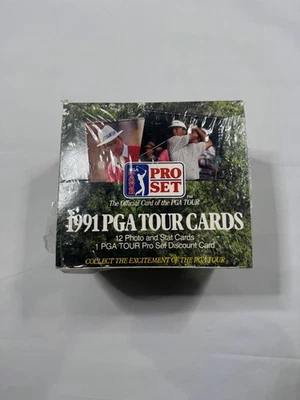 PRO
SET
The Official Card of the PGA TOUR
1991 PGA TOUR CARDS
12 Photo and Stat Cards
1 PGA TOUR Pro Set Discount Card
COLLECT THE EXCITEMENT OF THE PGA TOUR